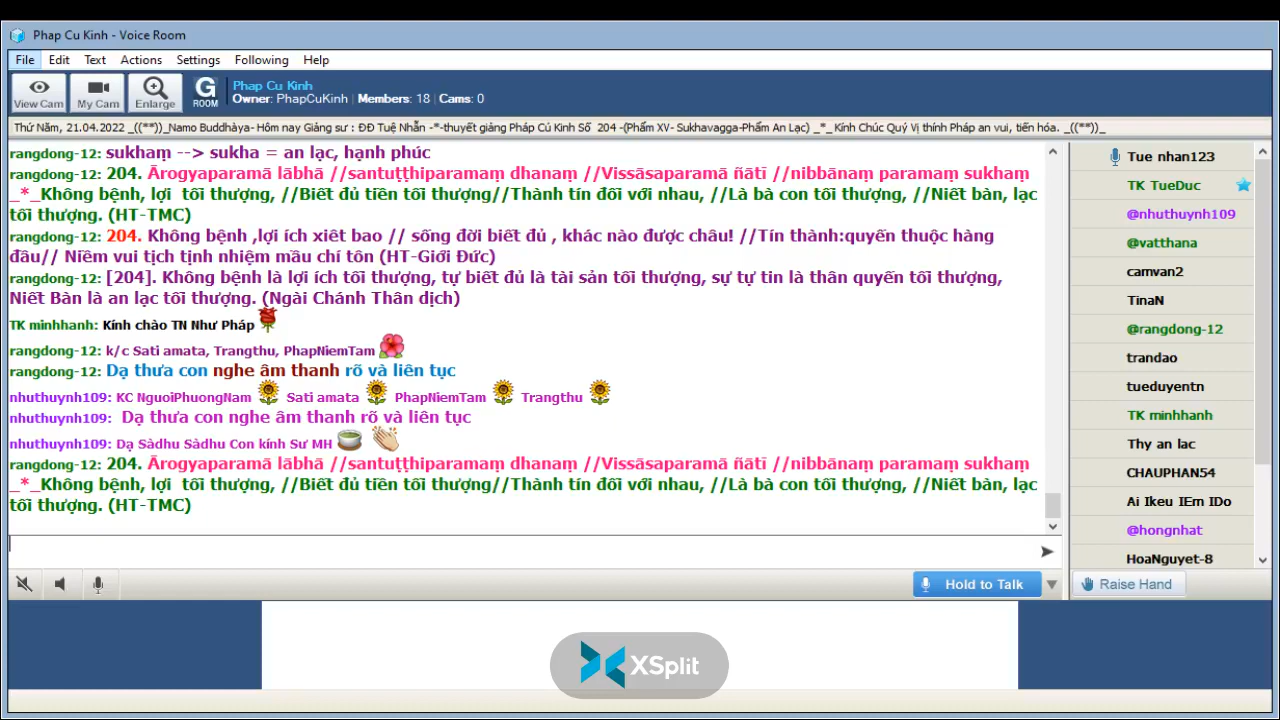 Phap Cu Kinh - Voice Room
File Edit Text Actions Settings Following Help
View Cam My Cam Enlarge G ROOM
Phap Cu Kinh
Owner: PhapCuKinh | Members: 18 | Cams: 0
Thứ Năm, 21.04.2022 _((**))_Namo Buddhàya- Hôm nay Giảng sư : ĐĐ Tuệ Nhẫn -*-thuyết giảng Pháp Cú Kinh Số 204 -(Phẩm XV- Sukhavagga-Phẩm An Lạc) _*_ Kính Chúc Quý Vị thính Pháp an vui, tiến hóa. _((**))_
rangdong-12: sukhaṃ --> sukha = an lạc, hạnh phúc
rangdong-12: 204. Ārogyaparamā lābhā //santuṭṭhiparamaṃ dhanaṃ //Vissāsaparamā ñātī //nibbānaṃ paramaṃ sukhaṃ
_*_Không bệnh, lợi tối thượng, //Biết đủ tiền tối thượng//Thành tín đối với nhau, //Là bà con tối thượng, //Niết bàn, lạc
tối thượng. (HT-TMC)
rangdong-12: 204. Không bệnh ,lợi ích xiết bao // sống đời biết đủ , khác nào được châu! //Tín thành:quyến thuộc hàng
đầu// Niềm vui tịch tịnh nhiệm mầu chí tôn (HT-Giới Đức)
rangdong-12: [204]. Không bệnh là lợi ích tối thượng, tự biết đủ là tài sản tối thượng, sự tự tin là thân quyến tối thượng,
Niết Bàn là an lạc tối thượng. (Ngài Chánh Thân dịch)
TK minhhanh: Kính chào TN Như Pháp
rangdong-12: k/c Sati amata, Trangthu, PhapNiemTam
rangdong-12: Dạ thưa con nghe âm thanh rõ và liên tục
nhuthuynh109: KC NguoiPhuongNam Sati amata PhapNiemTam Trangthu
nhuthuynh109: Dạ thưa con nghe âm thanh rõ và liên tục
nhuthuynh109: Dạ Sàdhu Sàdhu Con kính Sư MH
rangdong-12: 204. Ārogyaparamā lābhā //santuṭṭhiparamaṃ dhanaṃ //Vissāsaparamā ñātī //nibbānaṃ paramaṃ sukhaṃ
_*_Không bệnh, lợi tối thượng, //Biết đủ tiền tối thượng//Thành tín đối với nhau, //Là bà con tối thượng, //Niết bàn, lạc
tối thượng. (HT-TMC)
Hold to Talk
Tue nhan123
TK TueDuc
@nhuthuynh109
@vatthana
camvan2
TinaN
@rangdong-12
trandao
tueduyentn
TK minhhanh
Thy an lac
CHAUPHAN54
Ai Ikeu IEm IDo
@hongnhat
HoaNguyet-8
Raise Hand
XSplit